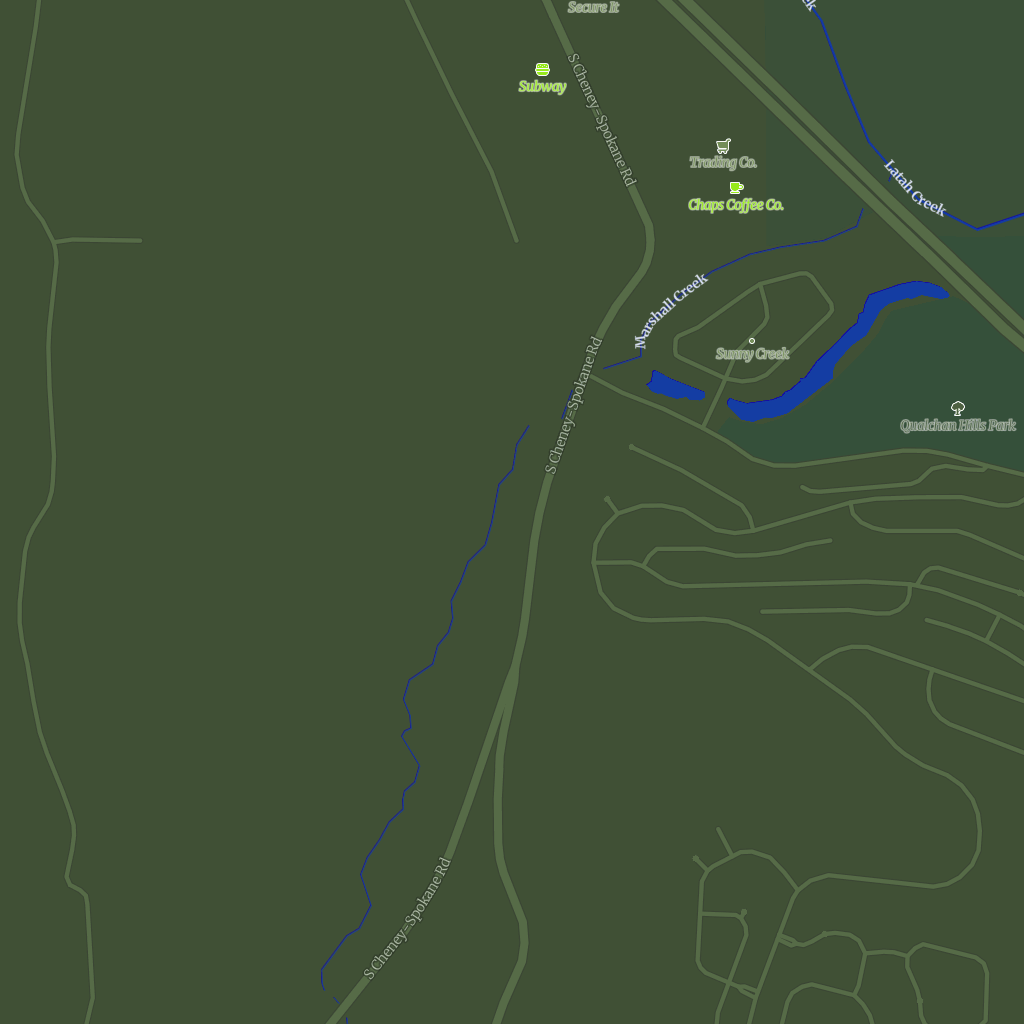 Secure It
Subway
S Cheney=Spokane Rd
Trading Co.
Chaps Coffee Co.
Latah Creek
Marshall Creek
Sunny Creek
S Cheney=Spokane Rd
Qualchan Hills Park
S Cheney=Spokane Rd